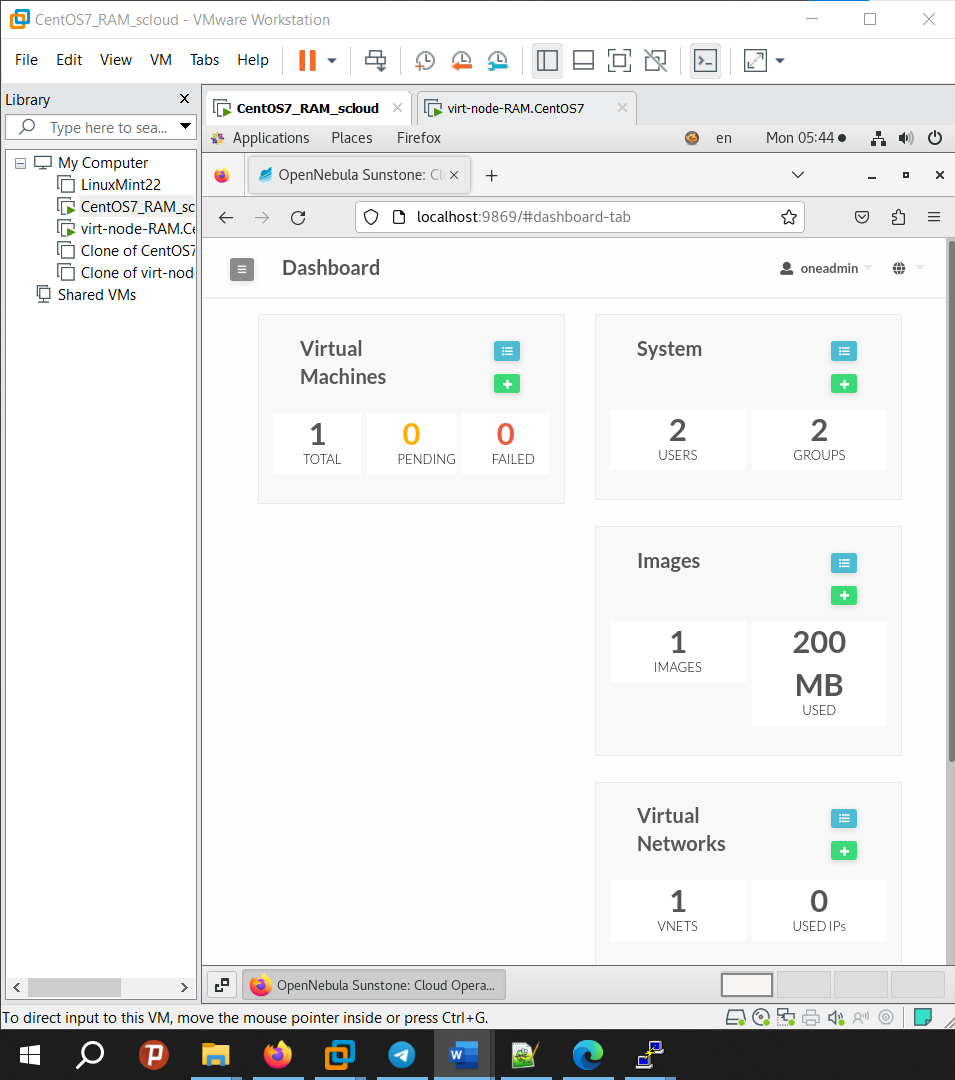 CentOS7_RAM_scloud - VMware Workstation
File Edit View VM Tabs Help
Library
Type here to sea...
My Computer
LinuxMint22
CentOS7_RAM_sc
virt-node-RAM.Ce
Clone of CentOS7
Clone of virt-nod
Shared VMs
CentOS7_RAM_scloud
virt-node-RAM.CentOS7
Applications Places Firefox en Mon 05:44
OpenNebula Sunstone: Clo
localhost:9869/#dashboard-tab
Dashboard
oneadmin
Virtual
Machines
1
TOTAL
0
PENDING
0
FAILED
System
2
USERS
2
GROUPS
Images
1
IMAGES
200
MB
USED
Virtual
Networks
1
VNETS
0
USED IPs
OpenNebula Sunstone: Cloud Opera...
To direct input to this VM, move the mouse pointer inside or press Ctrl+G.